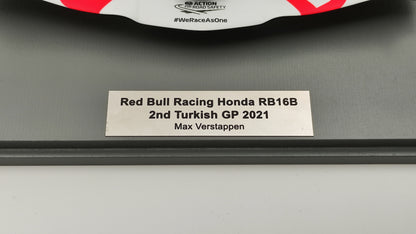 ACTION
FOR ROAD SAFETY
#WeRaceAsOne
Red Bull Racing Honda RB16B
2nd Turkish GP 2021
Max Verstappen